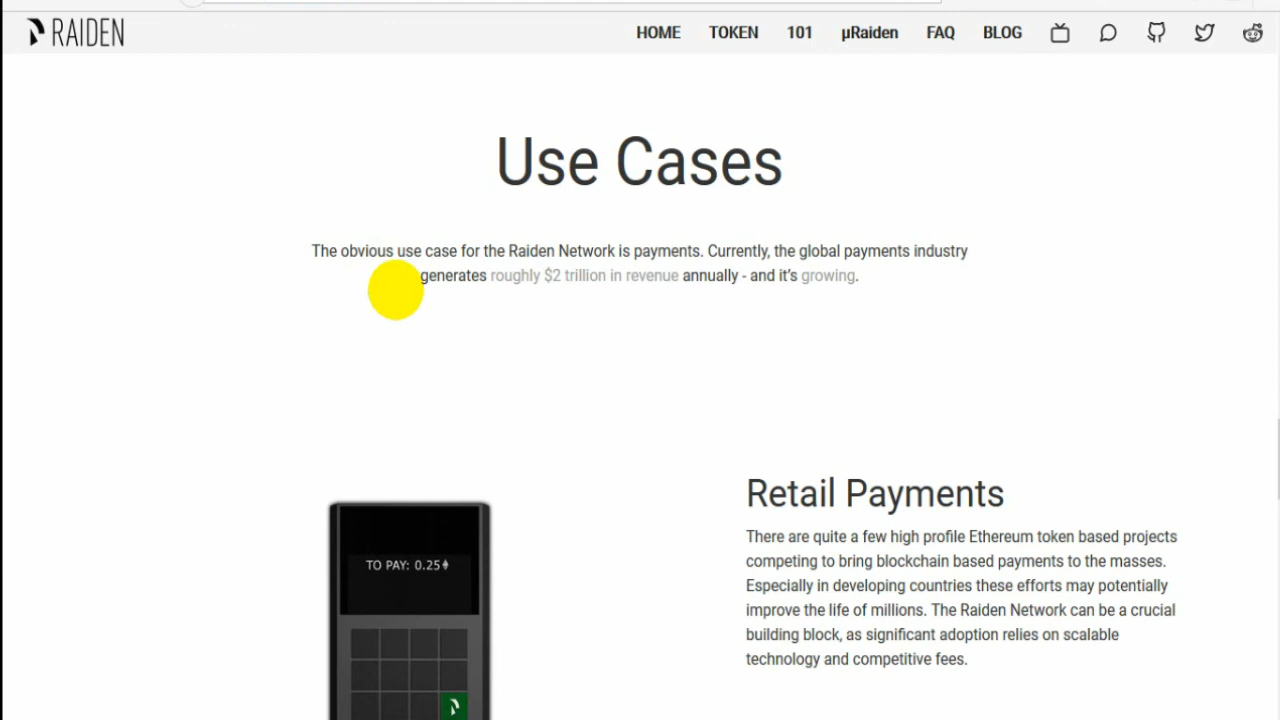 RAIDEN HOME TOKEN 101 µRaiden FAQ BLOG
Use Cases
The obvious use case for the Raiden Network is payments. Currently, the global payments industry
generates roughly $2 trillion in revenue annually - and it's growing.
TO PAY: 0.25
Retail Payments
There are quite a few high profile Ethereum token based projects
competing to bring blockchain based payments to the masses.
Especially in developing countries these efforts may potentially
improve the life of millions. The Raiden Network can be a crucial
building block, as significant adoption relies on scalable
technology and competitive fees.